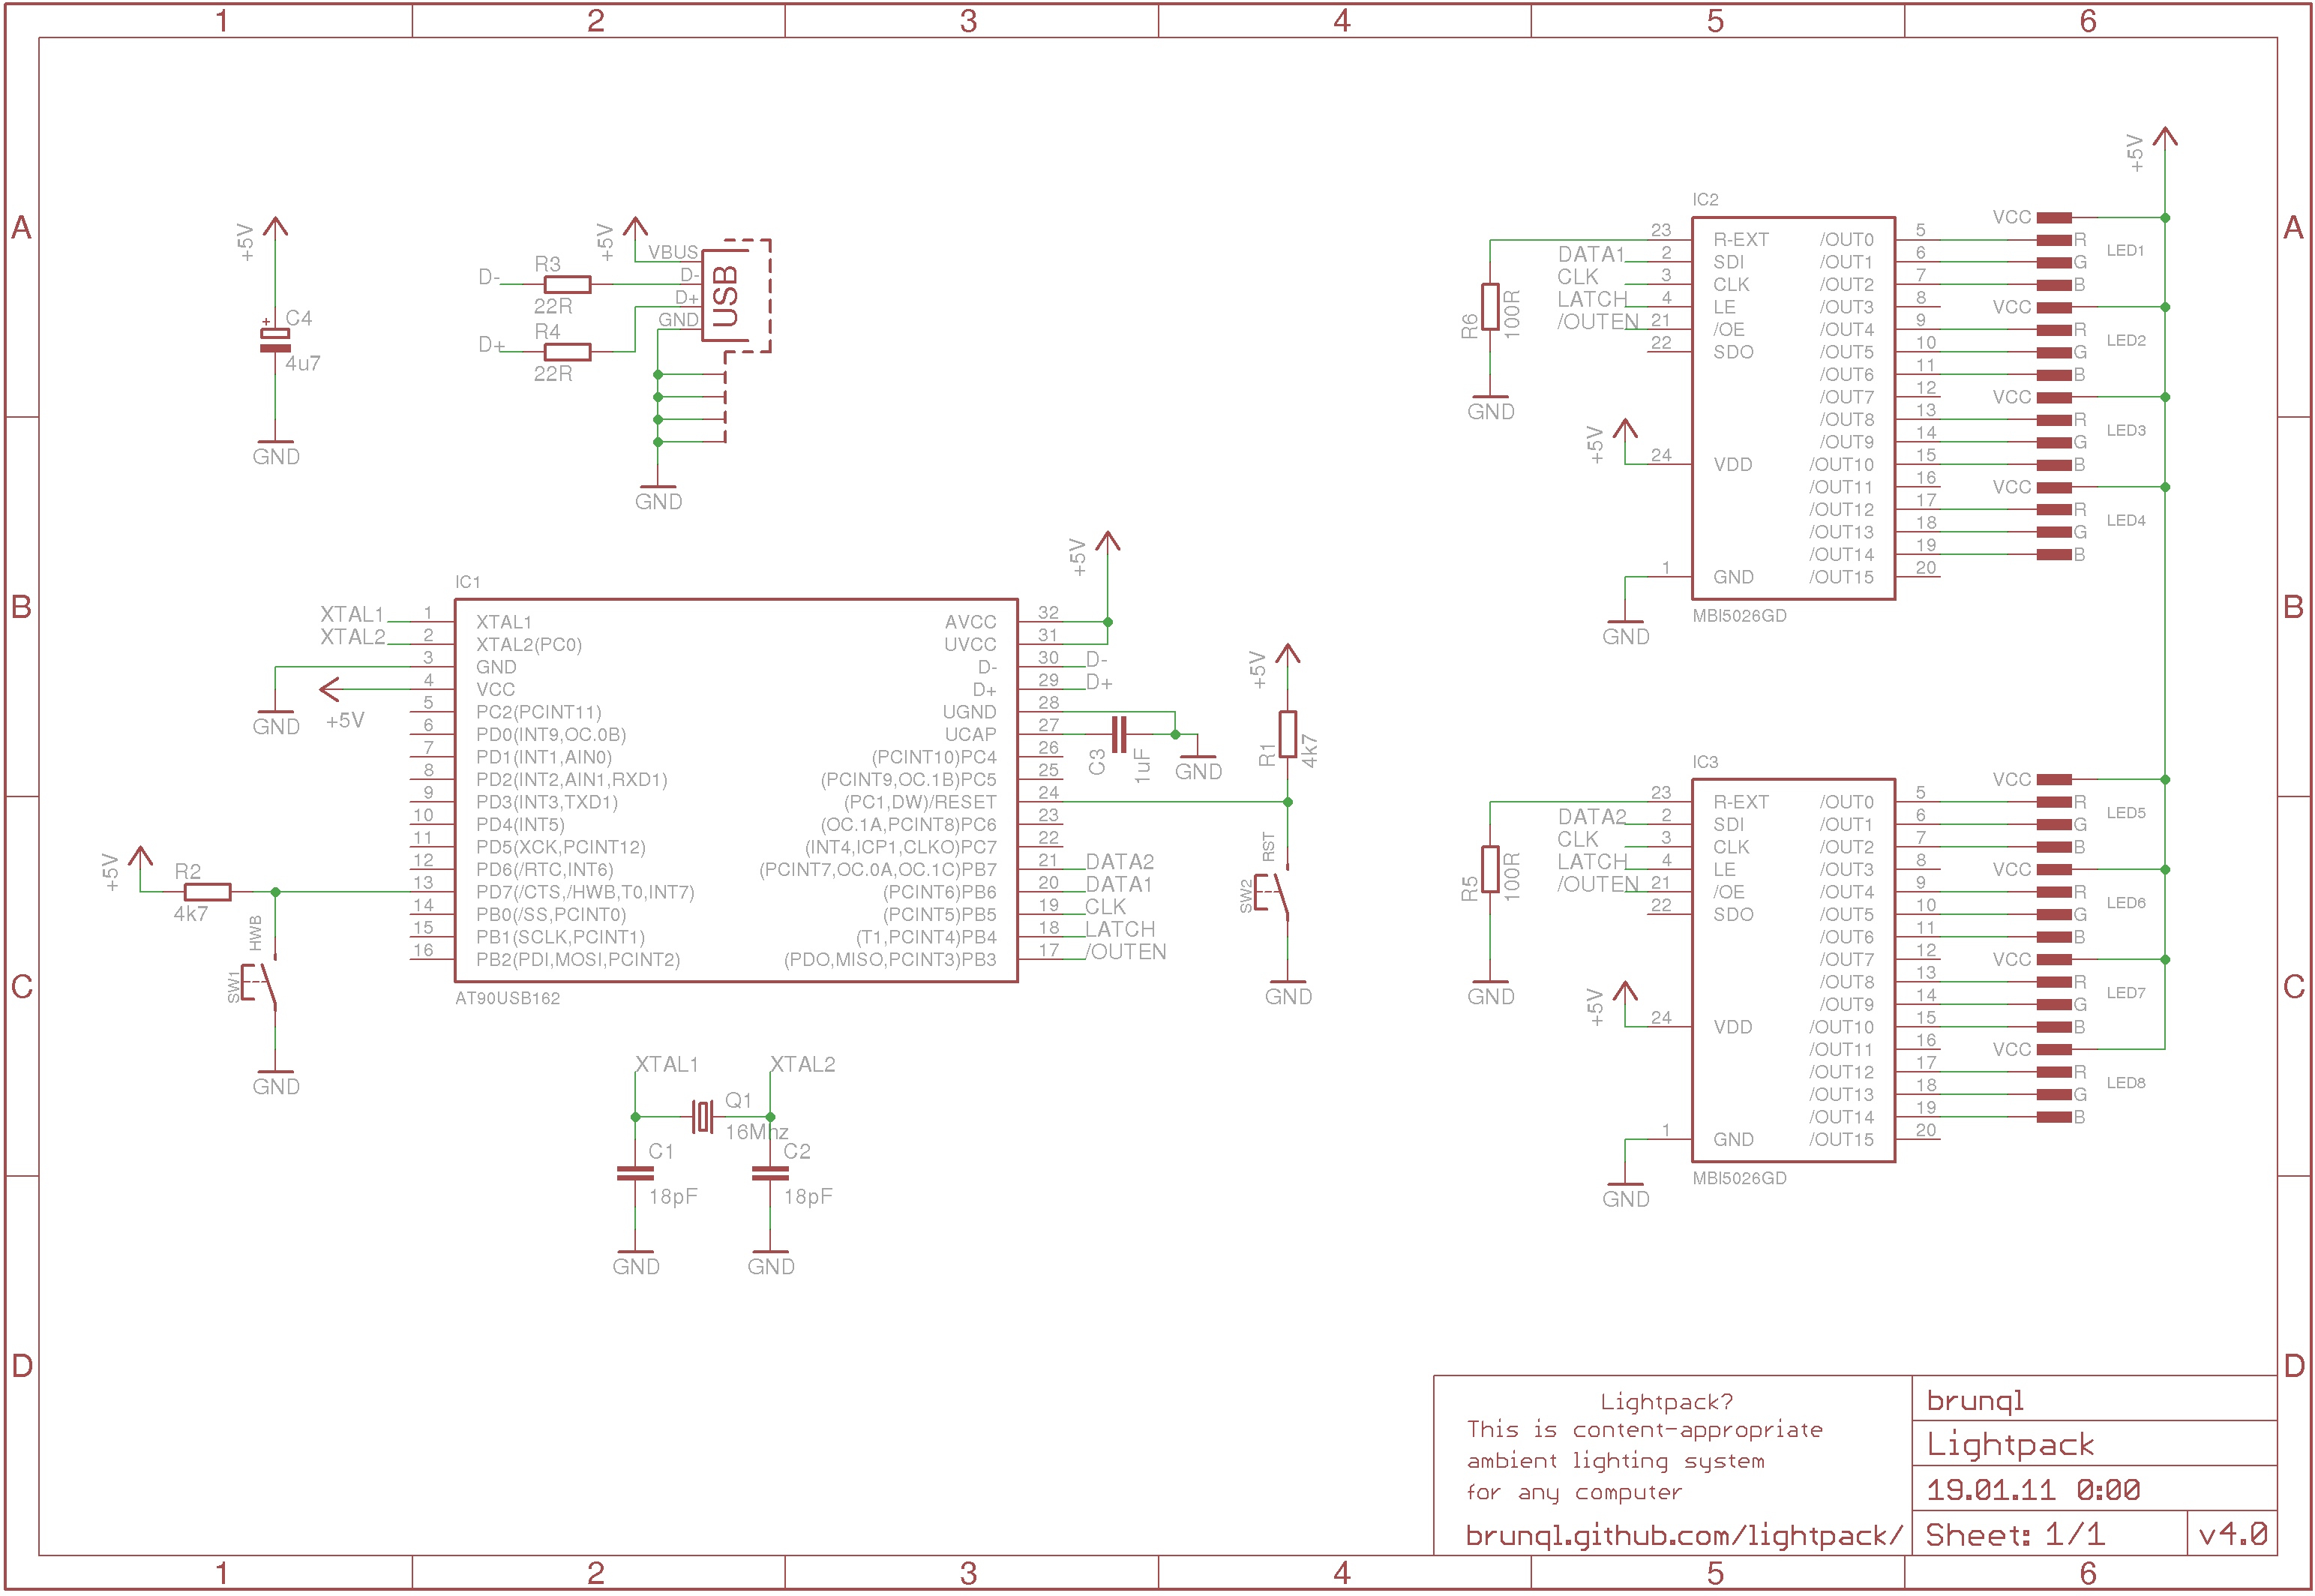 1 2 3 4 5 6
A A
B B
C C
D D
+5V
+
C4
4u7
GND
+5V
VBUS
D-
D+
GND
USB
D-
R3
22R
D+
R4
22R
GND
IC1
XTAL1 1 XTAL1
XTAL2 2 XTAL2(PC0)
3 GND
4 VCC
5 PC2(PCINT11)
6 PD0(INT9,OC.0B)
7 PD1(INT1,AIN0)
8 PD2(INT2,AIN1,RXD1)
9 PD3(INT3,TXD1)
10 PD4(INT5)
11 PD5(XCK,PCINT12)
12 PD6(/RTC,INT6)
13 PD7(/CTS,/HWB,T0,INT7)
14 PB0(/SS,PCINT0)
15 PB1(SCLK,PCINT1)
16 PB2(PDI,MOSI,PCINT2)
AVCC 32
UVCC 31
D- 30 D-
D+ 29 D+
UGND 28
UCAP 27
(PCINT10)PC4 26
(PCINT9,OC.1B)PC5 25
(PC1,DW)/RESET 24
(OC.1A,PCINT8)PC6 23
(INT4,ICP1,CLKO)PC7 22
(PCINT7,OC.0A,OC.1C)PB7 21 DATA2
(PCINT6)PB6 20 DATA1
(PCINT5)PB5 19 CLK
(T1,PCINT4)PB4 18 LATCH
(PDO,MISO,PCINT3)PB3 17 /OUTEN
AT90USB162
GND
+5V
+5V
C3
1uF
GND
+5V
R1
4k7
RST
SW2
GND
+5V
R2
4k7
HWB
SW1
GND
XTAL1
XTAL2
Q1
16Mhz
C1
18pF
C2
18pF
GND
GND
IC2
23 R-EXT
DATA1 2 SDI
CLK 3 CLK
LATCH 4 LE
/OUTEN 21 /OE
22 SDO
24 VDD
1 GND
/OUT0 5
/OUT1 6
/OUT2 7
/OUT3 8
/OUT4 9
/OUT5 10
/OUT6 11
/OUT7 12
/OUT8 13
/OUT9 14
/OUT10 15
/OUT11 16
/OUT12 17
/OUT13 18
/OUT14 19
/OUT15 20
MBI5026GD
R6
100R
GND
+5V
GND
+5V
VCC
R
G
B
LED1
VCC
R
G
B
LED2
VCC
R
G
B
LED3
VCC
R
G
B
LED4
IC3
23 R-EXT
DATA2 2 SDI
CLK 3 CLK
LATCH 4 LE
/OUTEN 21 /OE
22 SDO
24 VDD
1 GND
/OUT0 5
/OUT1 6
/OUT2 7
/OUT3 8
/OUT4 9
/OUT5 10
/OUT6 11
/OUT7 12
/OUT8 13
/OUT9 14
/OUT10 15
/OUT11 16
/OUT12 17
/OUT13 18
/OUT14 19
/OUT15 20
MBI5026GD
R5
100R
GND
+5V
GND
VCC
R
G
B
LED5
VCC
R
G
B
LED6
VCC
R
G
B
LED7
VCC
R
G
B
LED8
Lightpack?
This is content-appropriate
ambient lighting system
for any computer
brunql.github.com/lightpack/
brunql
Lightpack
19.01.11 0:00
Sheet: 1/1
v4.0
1 2 3 4 5 6